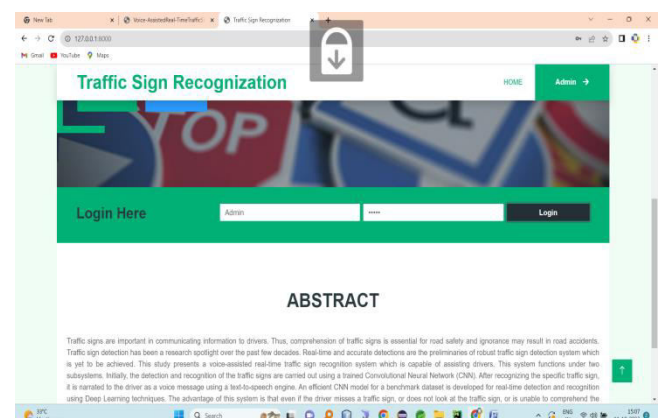 New Tab
Voice-AssistedReal-TimeTraffic S
Traffic Sign Recognization
127.0.0.1:8000
Gmail YouTube Maps
Traffic Sign Recognization
HOME
Admin →
TOP
Login Here
Admin
•••••
Login
ABSTRACT
Traffic signs are important in communicating information to drivers. Thus, comprehension of traffic signs is essential for road safety and ignorance may result in road accidents.
Traffic sign detection has been a research spotlight over the past few decades. Real-time and accurate detections are the preliminaries of robust traffic sign detection system which
is yet to be achieved. This study presents a voice-assisted real-time traffic sign recognition system which is capable of assisting drivers. This system functions under two
subsystems. Initially, the detection and recognition of the traffic signs are carried out using a trained Convolutional Neural Network (CNN). After recognizing the specific traffic sign,
it is narrated to the driver as a voice message using a text-to-speech engine. An efficient CNN model for a benchmark dataset is developed for real-time detection and recognition
using Deep Learning techniques. The advantage of this system is that even if the driver misses a traffic sign, or does not look at the traffic sign, or is unable to comprehend the
33°C
Search
ENG
15:07